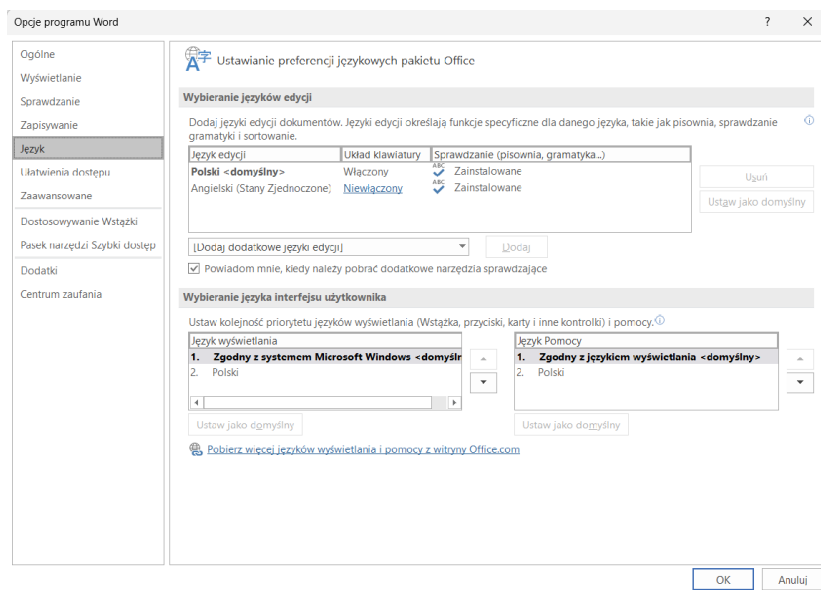 Opcje programu Word
?
X
Ogólne
Wyświetlanie
Sprawdzanie
Zapisywanie
Język
Ułatwienia dostępu
Zaawansowane
Dostosowywanie Wstążki
Pasek narzędzi Szybki dostęp
Dodatki
Centrum zaufania
Ustawianie preferencji językowych pakietu Office
Wybieranie języków edycji
Dodaj języki edycji dokumentów. Języki edycji określają funkcje specyficzne dla danego języka, takie jak pisownia, sprawdzanie
gramatyki i sortowanie.
Język edycji Układ klawiatury Sprawdzanie (pisownia, gramatyka...)
Polski <domyślny> Włączony ABC Zainstalowane
Angielski (Stany Zjednoczone) Niewłączony ABC Zainstalowane
Usuń
Ustaw jako domyślny
[Dodaj dodatkowe języki edycji] Dodaj
Powiadom mnie, kiedy należy pobrać dodatkowe narzędzia sprawdzające
Wybieranie języka interfejsu użytkownika
Ustaw kolejność priorytetu języków wyświetlania (Wstążka, przyciski, karty i inne kontrolki) i pomocy.
Język wyświetlania
1. Zgodny z systemem Microsoft Windows <domyśln
2. Polski
Ustaw jako domyślny
Język Pomocy
1. Zgodny z językiem wyświetlania <domyślny>
2. Polski
Ustaw jako domyślny
Pobierz więcej języków wyświetlania i pomocy z witryny Office.com
OK Anuluj